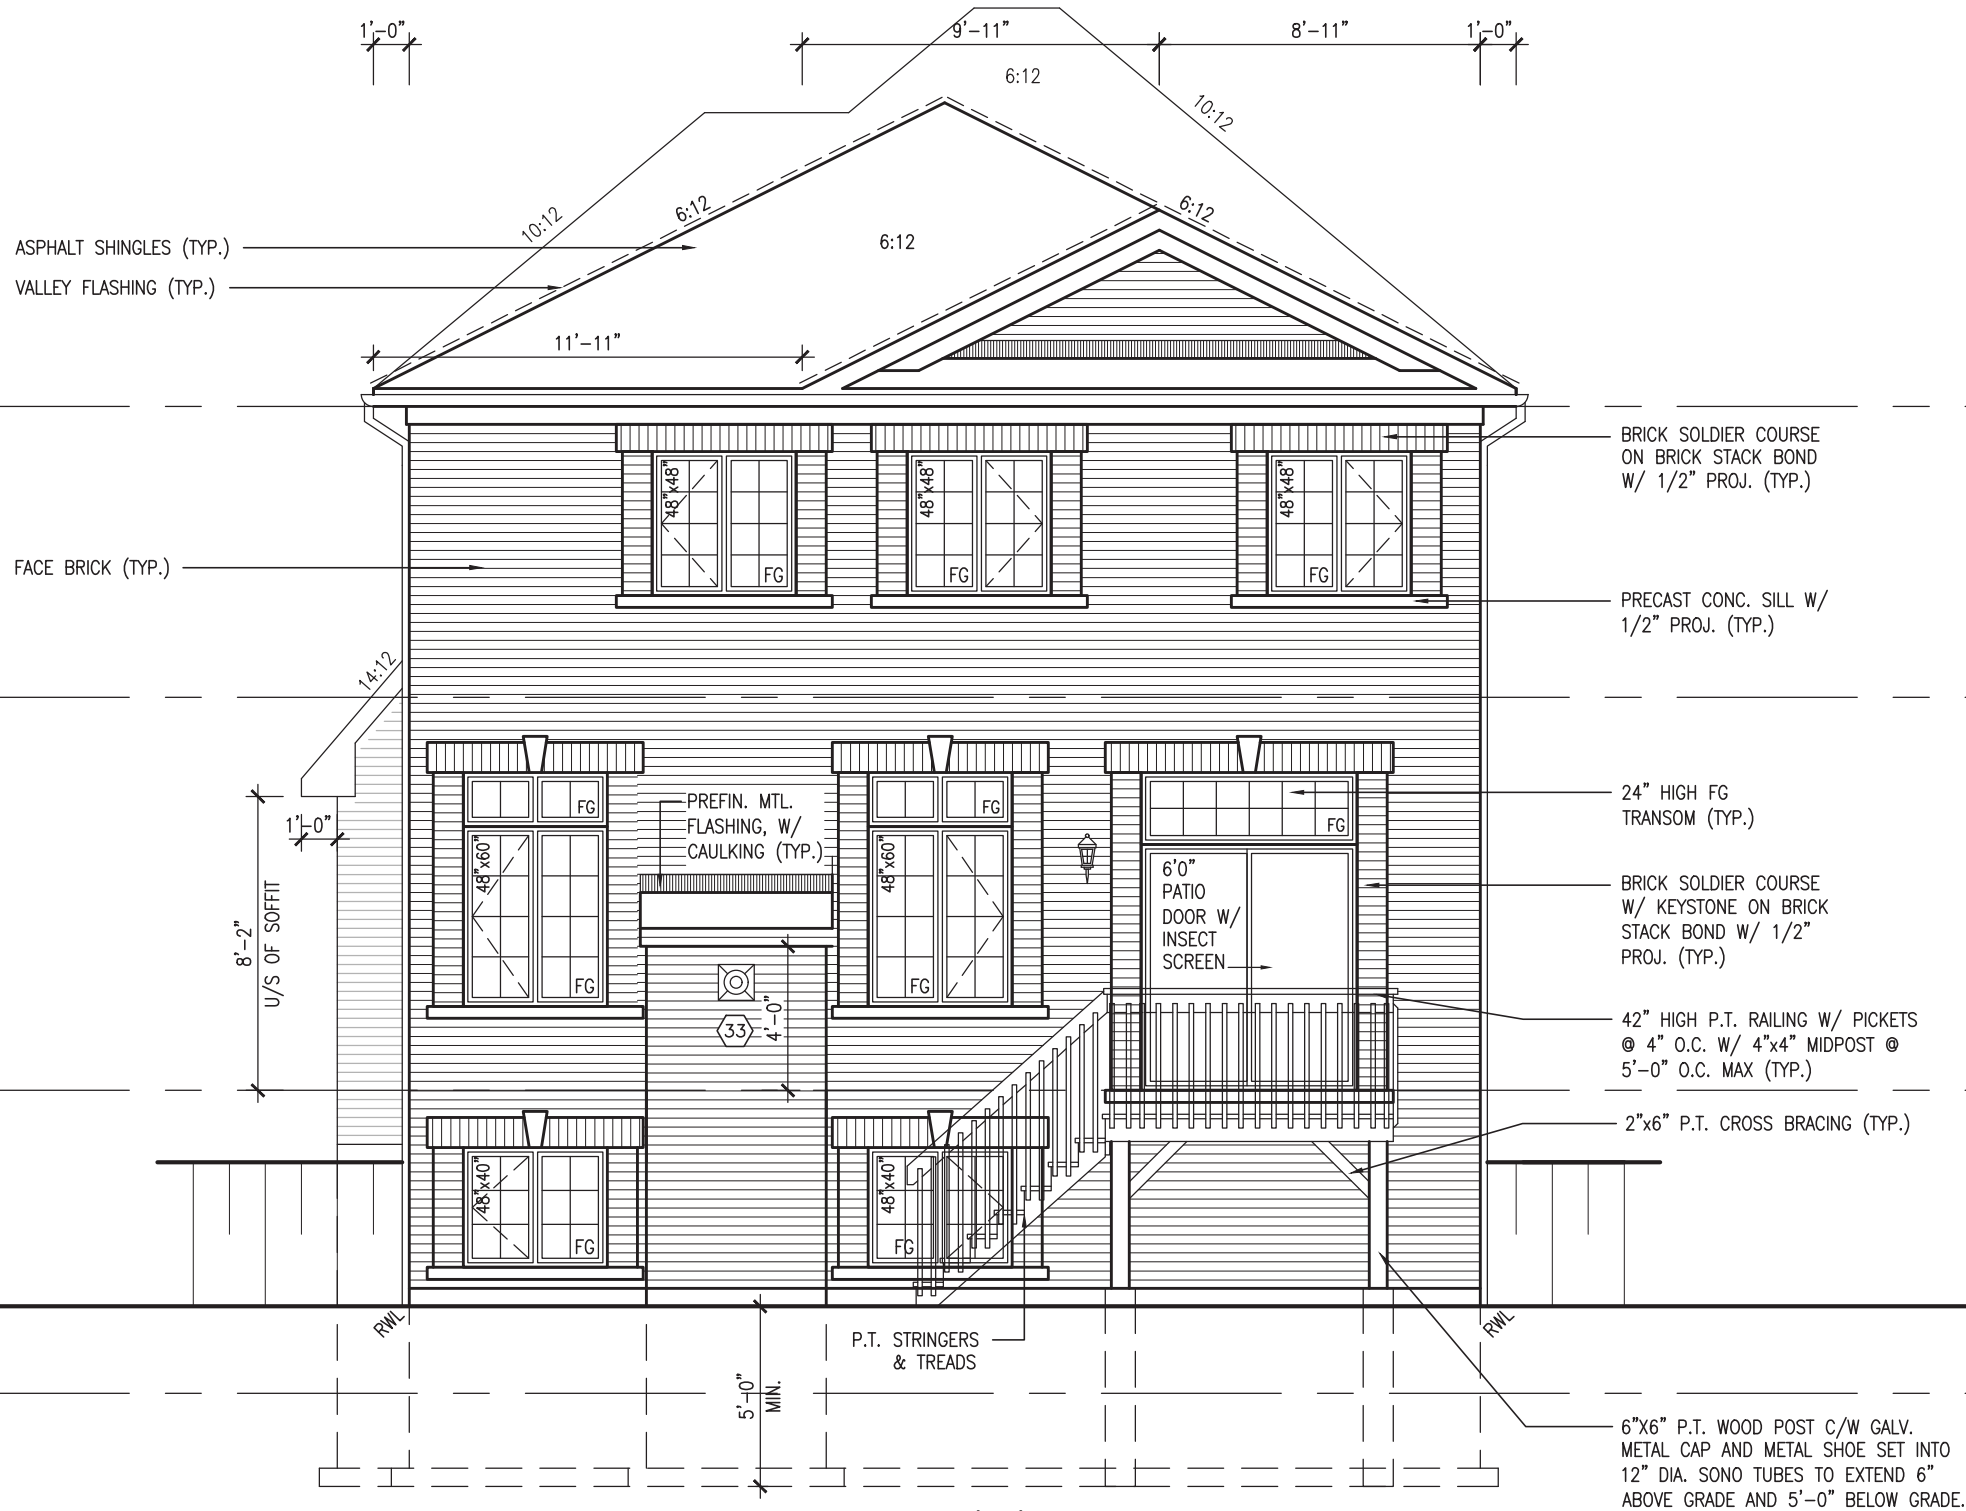 1'-0"
9'-11"
8'-11"
1'-0"
6:12
10:12
10:12
6:12
6:12
6:12
ASPHALT SHINGLES (TYP.)
VALLEY FLASHING (TYP.)
11'-11"
BRICK SOLDIER COURSE
ON BRICK STACK BOND
W/ 1/2" PROJ. (TYP.)
48"x48"
FG
48"x48"
FG
48"x48"
FG
FACE BRICK (TYP.)
PRECAST CONC. SILL W/
1/2" PROJ. (TYP.)
14:12
1'-0"
8'-2"
U/S OF SOFFIT
FG
48"x60"
FG
PREFIN. MTL.
FLASHING, W/
CAULKING (TYP.)
FG
48"x60"
FG
FG
24" HIGH FG
TRANSOM (TYP.)
6'0"
PATIO
DOOR W/
INSECT
SCREEN
BRICK SOLDIER COURSE
W/ KEYSTONE ON BRICK
STACK BOND W/ 1/2"
PROJ. (TYP.)
33
4'-0"
42" HIGH P.T. RAILING W/ PICKETS
@ 4" O.C. W/ 4"x4" MIDPOST @
5'-0" O.C. MAX (TYP.)
2"x6" P.T. CROSS BRACING (TYP.)
48"x40"
FG
48"x40"
FG
RWL
RWL
P.T. STRINGERS
& TREADS
5'-0"
MIN.
6"X6" P.T. WOOD POST C/W GALV.
METAL CAP AND METAL SHOE SET INTO
12" DIA. SONO TUBES TO EXTEND 6"
ABOVE GRADE AND 5'-0" BELOW GRADE.